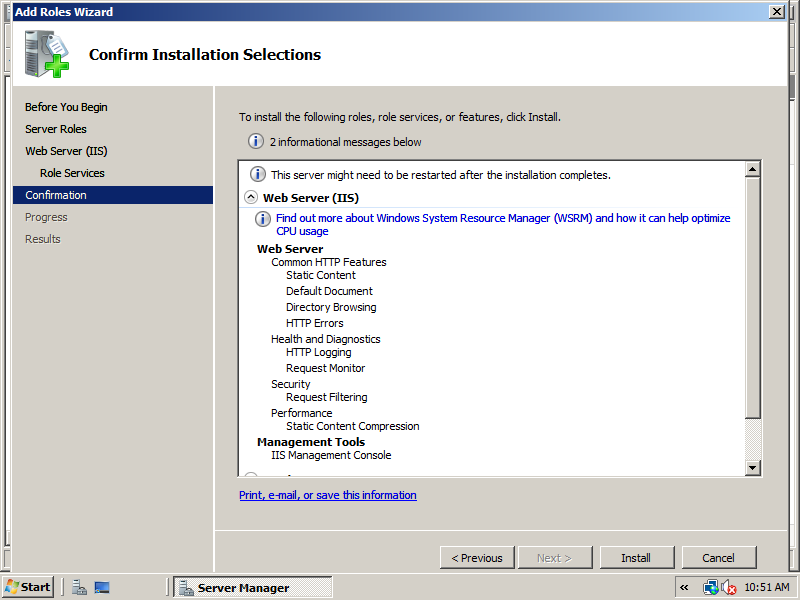 Add Roles Wizard
Confirm Installation Selections
Before You Begin
Server Roles
Web Server (IIS)
Role Services
Confirmation
Progress
Results
To install the following roles, role services, or features, click Install.
2 informational messages below
This server might need to be restarted after the installation completes.
Web Server (IIS)
Find out more about Windows System Resource Manager (WSRM) and how it can help optimize
CPU usage
Web Server
Common HTTP Features
Static Content
Default Document
Directory Browsing
HTTP Errors
Health and Diagnostics
HTTP Logging
Request Monitor
Security
Request Filtering
Performance
Static Content Compression
Management Tools
IIS Management Console
Print, e-mail, or save this information
< Previous
Next >
Install
Cancel
Start
Server Manager
«
10:51 AM